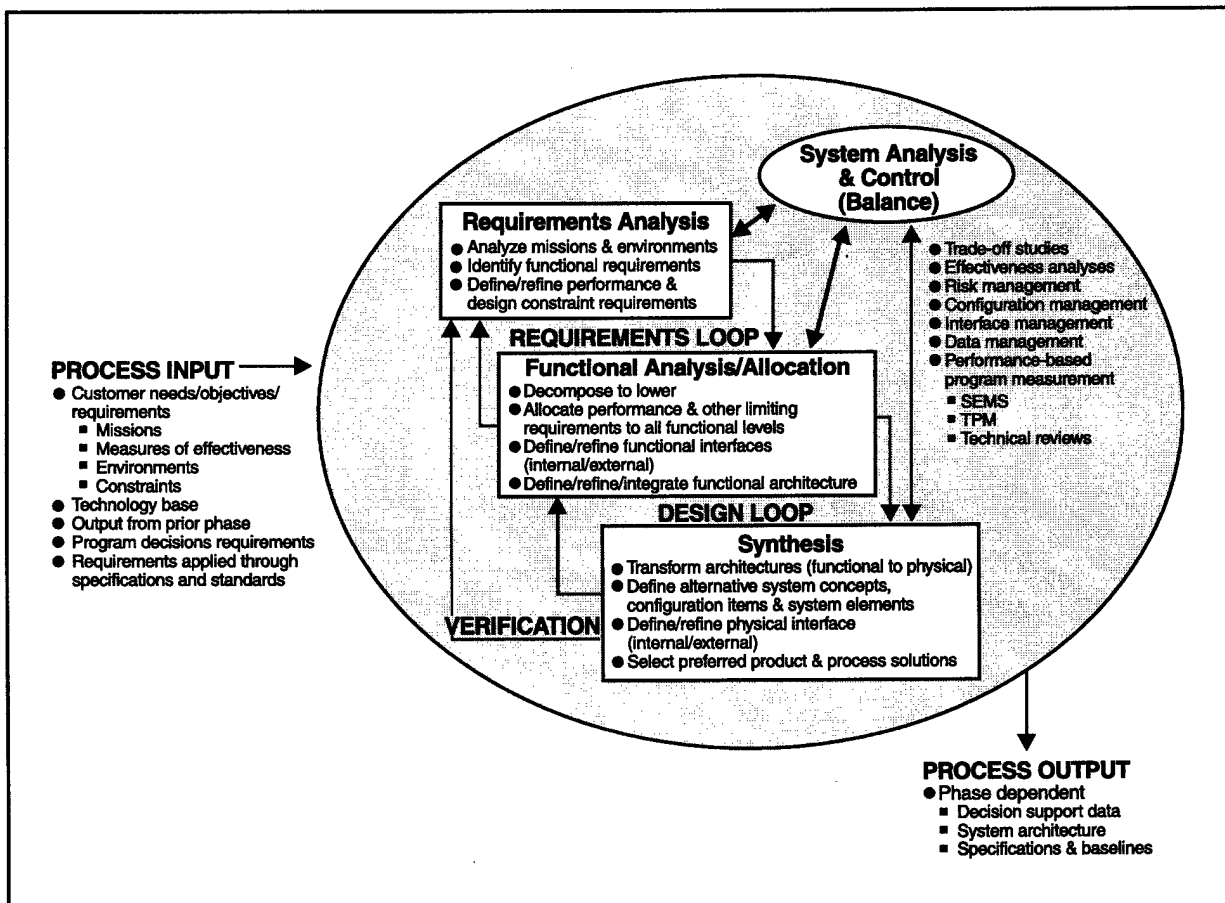 System Analysis
& Control
(Balance)
Requirements Analysis
● Analyze missions & environments
● Identify functional requirements
● Define/refine performance &
design constraint requirements
● Trade-off studies
● Effectiveness analyses
● Risk management
● Configuration management
● Interface management
● Data management
● Performance-based
program measurement
■ SEMS
■ TPM
■ Technical reviews
REQUIREMENTS LOOP
Functional Analysis/Allocation
● Decompose to lower
● Allocate performance & other limiting
requirements to all functional levels
● Define/refine functional interfaces
(internal/external)
● Define/refine/integrate functional architecture
PROCESS INPUT
● Customer needs/objectives/
requirements
■ Missions
■ Measures of effectiveness
■ Environments
■ Constraints
● Technology base
● Output from prior phase
● Program decisions requirements
● Requirements applied through
specifications and standards
DESIGN LOOP
Synthesis
● Transform architectures (functional to physical)
● Define alternative system concepts,
configuration items & system elements
● Define/refine physical interface
(internal/external)
● Select preferred product & process solutions
VERIFICATION
PROCESS OUTPUT
● Phase dependent
■ Decision support data
■ System architecture
■ Specifications & baselines